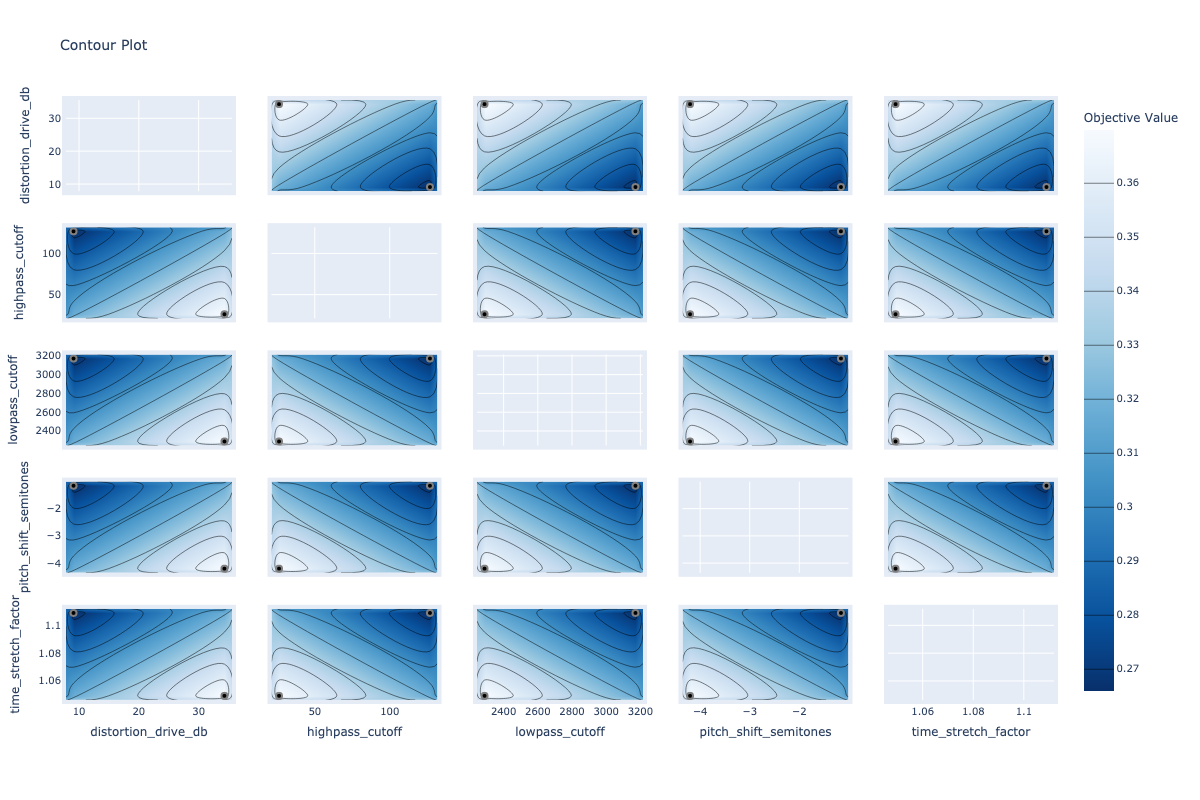 Contour Plot
Objective Value
distortion_drive_db
30
20
10
highpass_cutoff
100
50
lowpass_cutoff
3200
3000
2800
2600
2400
pitch_shift_semitones
−2
−3
−4
time_stretch_factor
1.1
1.08
1.06
10 20 30
50 100
2400 2600 2800 3000 3200
−4 −3 −2
1.06 1.08 1.1
distortion_drive_db
highpass_cutoff
lowpass_cutoff
pitch_shift_semitones
time_stretch_factor
0.36
0.35
0.34
0.33
0.32
0.31
0.3
0.29
0.28
0.27